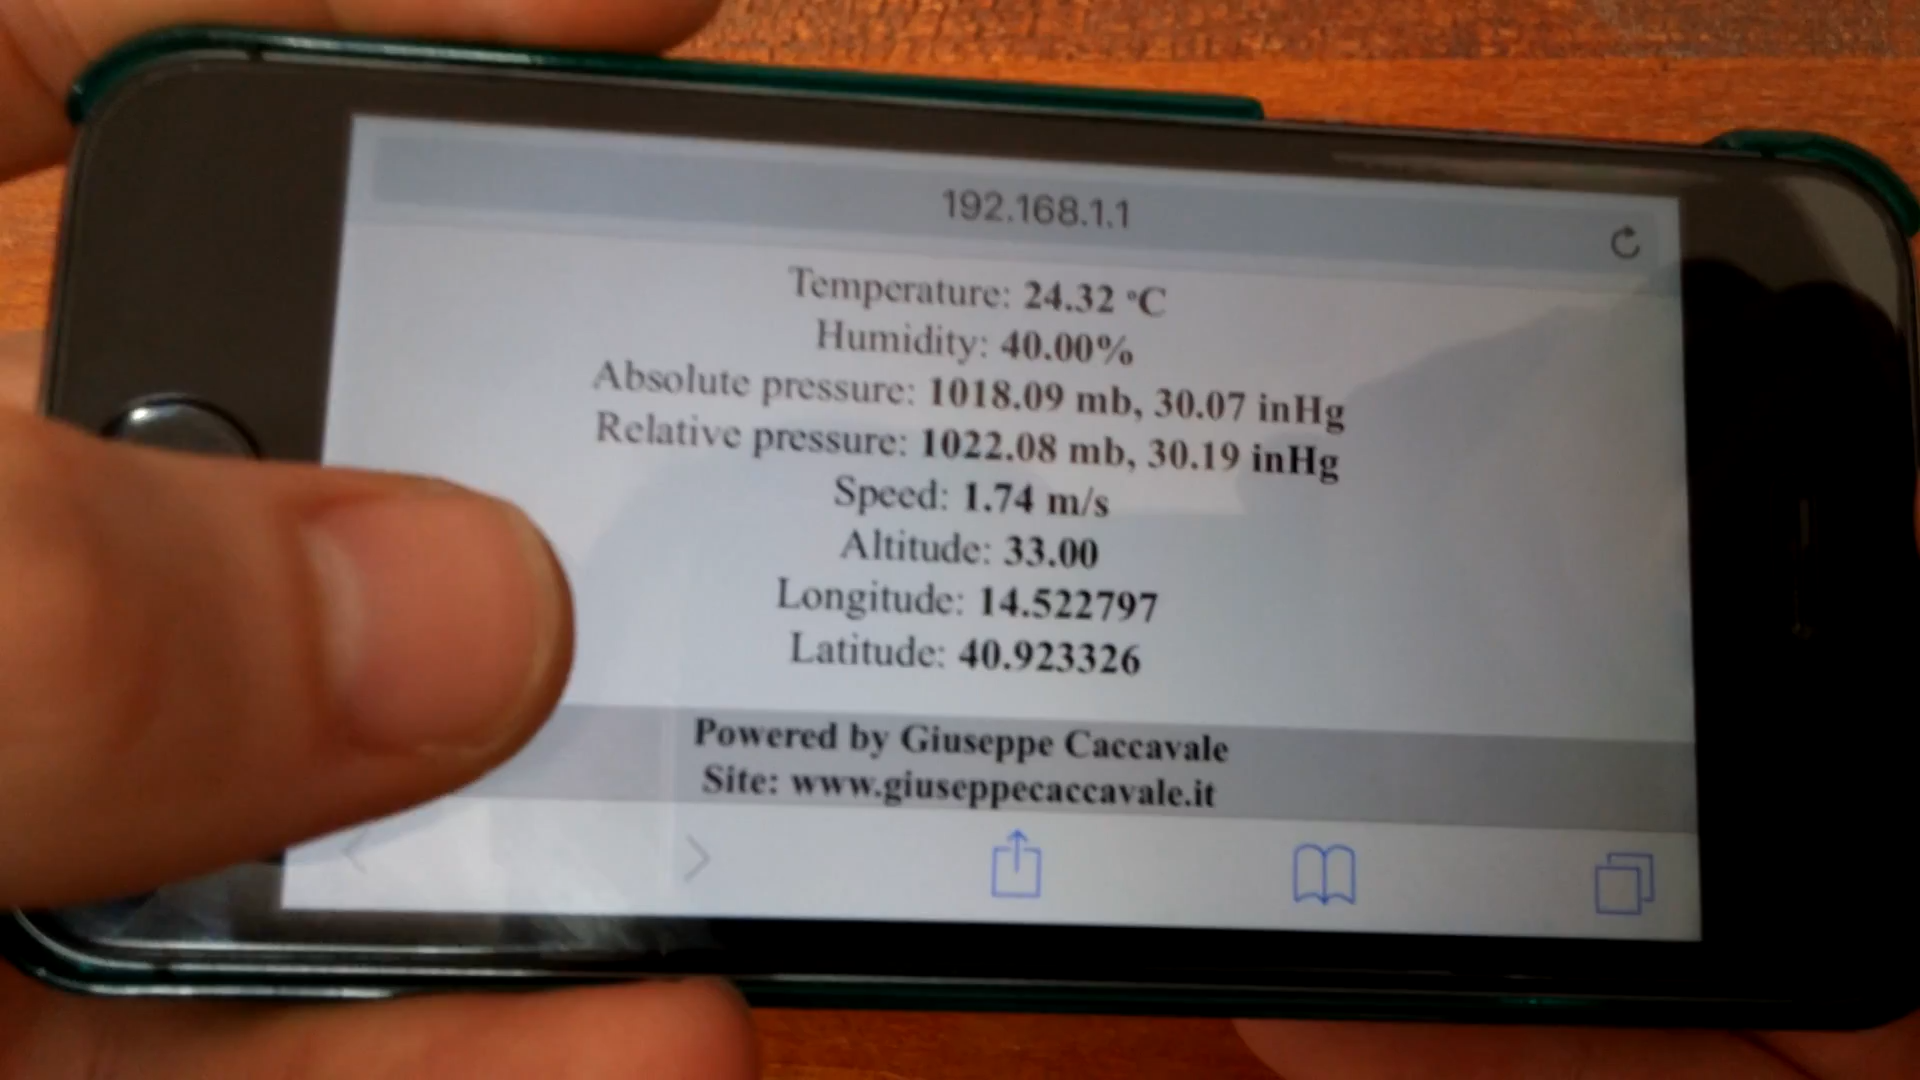 192.168.1.1
Temperature: 24.32 °C
Humidity: 40.00%
Absolute pressure: 1018.09 mb, 30.07 inHg
Relative pressure: 1022.08 mb, 30.19 inHg
Speed: 1.74 m/s
Altitude: 33.00
Longitude: 14.522797
Latitude: 40.923326
Powered by Giuseppe Caccavale
Site: www.giuseppecaccavale.it